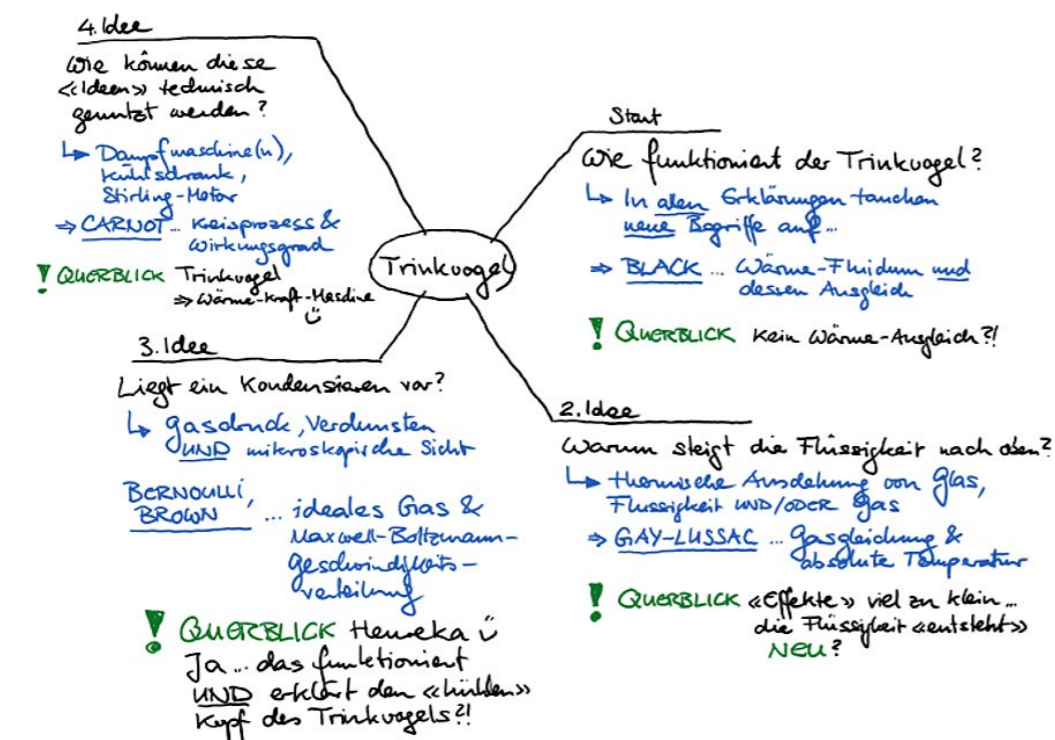 Trinkvogel
Start
Wie funktioniert der Trinkvogel?
↳ In allen Erklärungen tauchen
neue Begriffe auf...
⇒ BLACK ... Wärme-Fluidum und
dessen Ausgleich
! QUERBLICK Kein Wärme-Ausgleich?!
2. Idee
Warum steigt die Flüssigkeit nach oben?
↳ thermische Ausdehnung von Glas,
Flüssigkeit UND/ODER Gas
⇒ GAY-LUSSAC ... Gasgleichung &
absolute Temperatur
! QUERBLICK «Effekte» viel zu klein...
die Flüssigkeit «entsteht»
NEU?
3. Idee
Liegt ein Kondensieren vor?
↳ Gasdruck, Verdunsten
UND mikroskopische Sicht
BERNOULLI,
BROWN ... ideales Gas &
Maxwell-Boltzmann-
Geschwindigkeits-
verteilung
! QUERBLICK Heureka ü
Ja... das funktioniert
UND erklärt den «kühlen»
Kopf des Trinkvogels?!
4. Idee
Wie können diese
«Ideen» technisch
genutzt werden?
↳ Dampfmaschine(n),
Kühlschrank,
Stirling-Motor
⇒ CARNOT... Kreisprozess &
Wirkungsgrad
! QUERBLICK Trinkvogel
⇒ Wärme-Kraft-Maschine
ü